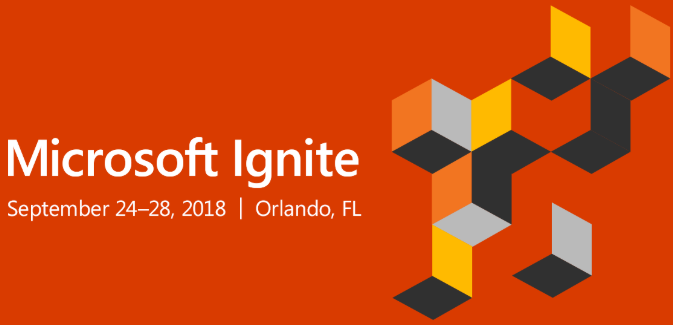 Microsoft Ignite
September 24–28, 2018 | Orlando, FL